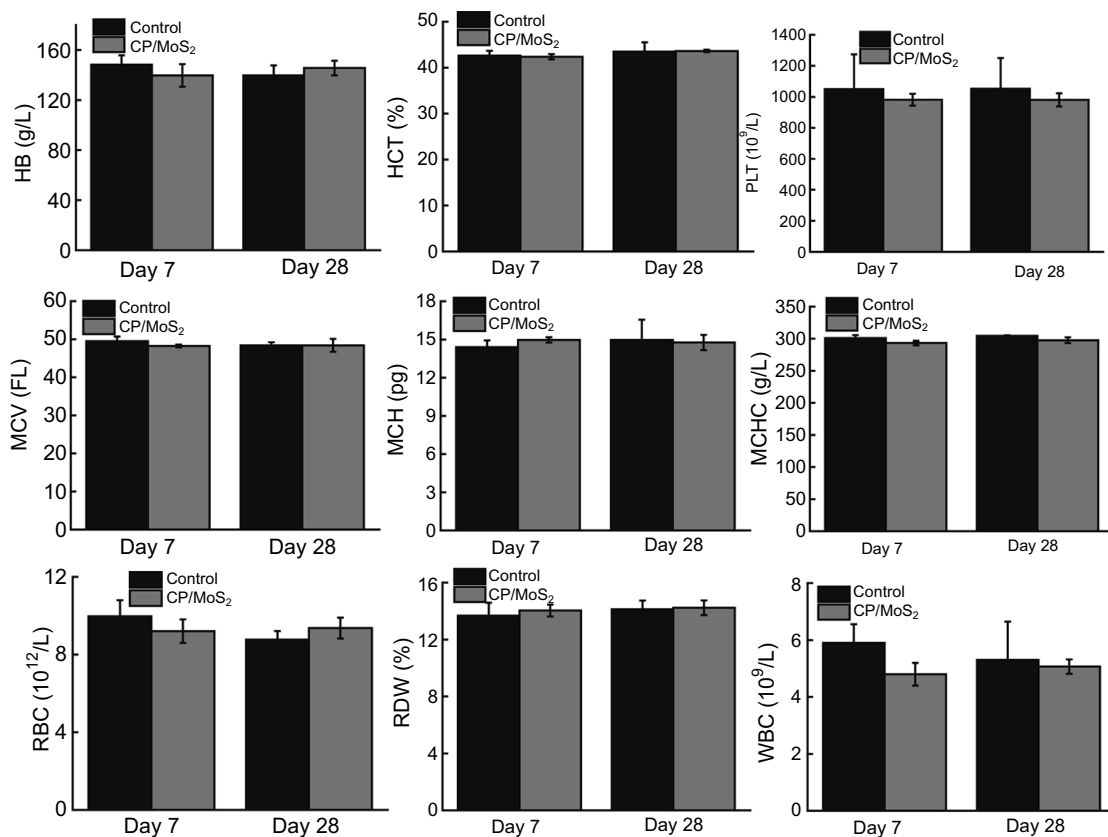 Control
CP/MoS₂
160
120
80
40
0
HB (g/L)
Day 7
Day 28
Control
CP/MoS₂
50
40
30
20
10
0
HCT (%)
Day 7
Day 28
Control
CP/MoS₂
1400
1200
1000
800
600
400
200
0
PLT (10⁹/L)
Day 7
Day 28
Control
CP/MoS₂
60
50
40
30
20
10
0
MCV (FL)
Day 7
Day 28
Control
CP/MoS₂
18
15
12
9
6
3
0
MCH (pg)
Day 7
Day 28
Control
CP/MoS₂
350
300
250
200
150
100
50
0
MCHC (g/L)
Day 7
Day 28
Control
CP/MoS₂
12
8
4
0
RBC (10¹²/L)
Day 7
Day 28
Control
CP/MoS₂
16
12
8
4
0
RDW (%)
Day 7
Day 28
Control
CP/MoS₂
8
6
4
2
0
WBC (10⁹/L)
Day 7
Day 28